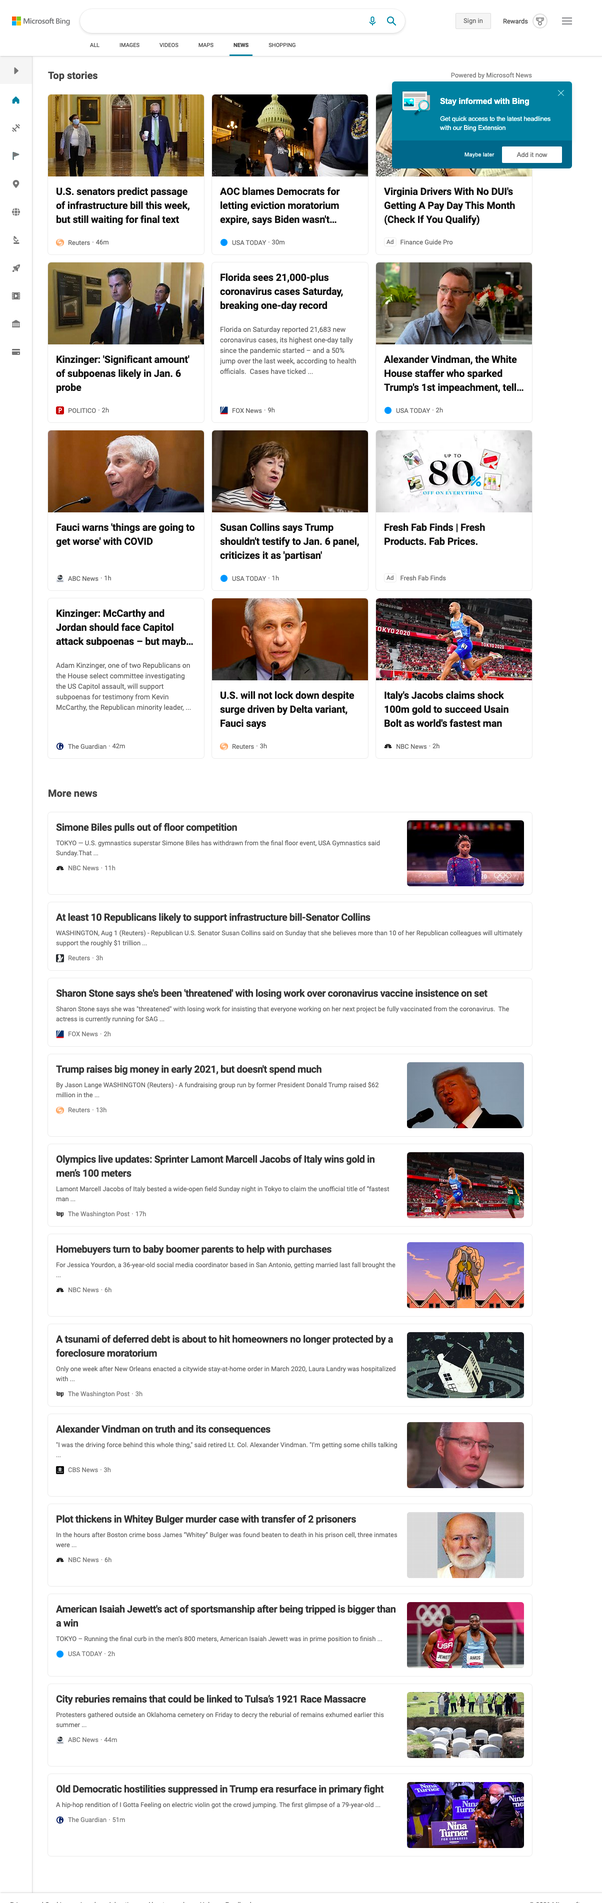 Microsoft Bing
Sign in
Rewards
ALL
IMAGES
VIDEOS
MAPS
NEWS
SHOPPING
Top stories
Powered by Microsoft News
Stay informed with Bing
Get quick access to the latest headlines
with our Bing Extension
Maybe later
Add it now
U.S. senators predict passage
of infrastructure bill this week,
but still waiting for final text
Reuters · 46m
AOC blames Democrats for
letting eviction moratorium
expire, says Biden wasn't...
USA TODAY · 30m
Virginia Drivers With No DUI's
Getting A Pay Day This Month
(Check If You Qualify)
Ad Finance Guide Pro
Kinzinger: 'Significant amount'
of subpoenas likely in Jan. 6
probe
POLITICO · 2h
Florida sees 21,000-plus
coronavirus cases Saturday,
breaking one-day record
Florida on Saturday reported 21,683 new
coronavirus cases, its highest one-day tally
since the pandemic started – and a 50%
jump over the last week, according to health
officials. Cases have ticked ...
FOX News · 9h
Alexander Vindman, the White
House staffer who sparked
Trump's 1st impeachment, tell...
USA TODAY · 2h
Fauci warns 'things are going to
get worse' with COVID
ABC News · 1h
Susan Collins says Trump
shouldn't testify to Jan. 6 panel,
criticizes it as 'partisan'
USA TODAY · 1h
UP TO
80%
OFF ON EVERYTHING
Fresh Fab Finds | Fresh
Products. Fab Prices.
Ad Fresh Fab Finds
Kinzinger: McCarthy and
Jordan should face Capitol
attack subpoenas – but mayb...
Adam Kinzinger, one of two Republicans on
the House select committee investigating
the US Capitol assault, will support
subpoenas for testimony from Kevin
McCarthy, the Republican minority leader, ...
The Guardian · 42m
U.S. will not lock down despite
surge driven by Delta variant,
Fauci says
Reuters · 3h
TOKYO 2020
Italy's Jacobs claims shock
100m gold to succeed Usain
Bolt as world's fastest man
NBC News · 2h
More news
Simone Biles pulls out of floor competition
TOKYO — U.S. gymnastics superstar Simone Biles has withdrawn from the final floor event, USA Gymnastics said
Sunday.That ...
NBC News · 11h
At least 10 Republicans likely to support infrastructure bill-Senator Collins
WASHINGTON, Aug 1 (Reuters) - Republican U.S. Senator Susan Collins said on Sunday that she believes more than 10 of her Republican colleagues will ultimately
support the roughly $1 trillion ...
Reuters · 3h
Sharon Stone says she's been 'threatened' with losing work over coronavirus vaccine insistence on set
Sharon Stone says she was "threatened" with losing work for insisting that everyone working on her next project be fully vaccinated from the coronavirus. The
actress is currently running for SAG ...
FOX News · 2h
Trump raises big money in early 2021, but doesn't spend much
By Jason Lange WASHINGTON (Reuters) - A fundraising group run by former President Donald Trump raised $62
million in the ...
Reuters · 13h
Olympics live updates: Sprinter Lamont Marcell Jacobs of Italy wins gold in
men's 100 meters
Lamont Marcell Jacobs of Italy bested a wide-open field Sunday night in Tokyo to claim the unofficial title of "fastest
man ...
The Washington Post · 17h
Homebuyers turn to baby boomer parents to help with purchases
For Jessica Yourdon, a 36-year-old social media coordinator based in San Antonio, getting married last fall brought the
...
NBC News · 6h
A tsunami of deferred debt is about to hit homeowners no longer protected by a
foreclosure moratorium
Only one week after New Orleans enacted a citywide stay-at-home order in March 2020, Laura Landry was hospitalized
with ...
The Washington Post · 3h
Alexander Vindman on truth and its consequences
"I was the driving force behind this whole thing," said retired Lt. Col. Alexander Vindman. "I'm getting some chills talking
...
CBS News · 3h
Plot thickens in Whitey Bulger murder case with transfer of 2 prisoners
In the hours after Boston crime boss James "Whitey" Bulger was found beaten to death in his prison cell, three inmates
were ...
NBC News · 6h
American Isaiah Jewett's act of sportsmanship after being tripped is bigger than
a win
TOKYO – Running the final curb in the men's 800 meters, American Isaiah Jewett was in prime position to finish ...
USA TODAY · 2h
USA
JEWETT
AMOS
City reburies remains that could be linked to Tulsa's 1921 Race Massacre
Protesters gathered outside an Oklahoma cemetery on Friday to decry the reburial of remains exhumed earlier this
summer ...
ABC News · 44m
Old Democratic hostilities suppressed in Trump era resurface in primary fight
A hip-hop rendition of I Gotta Feeling on electric violin got the crowd jumping. The first glimpse of a 79-year-old ...
The Guardian · 51m
Nina
Turner